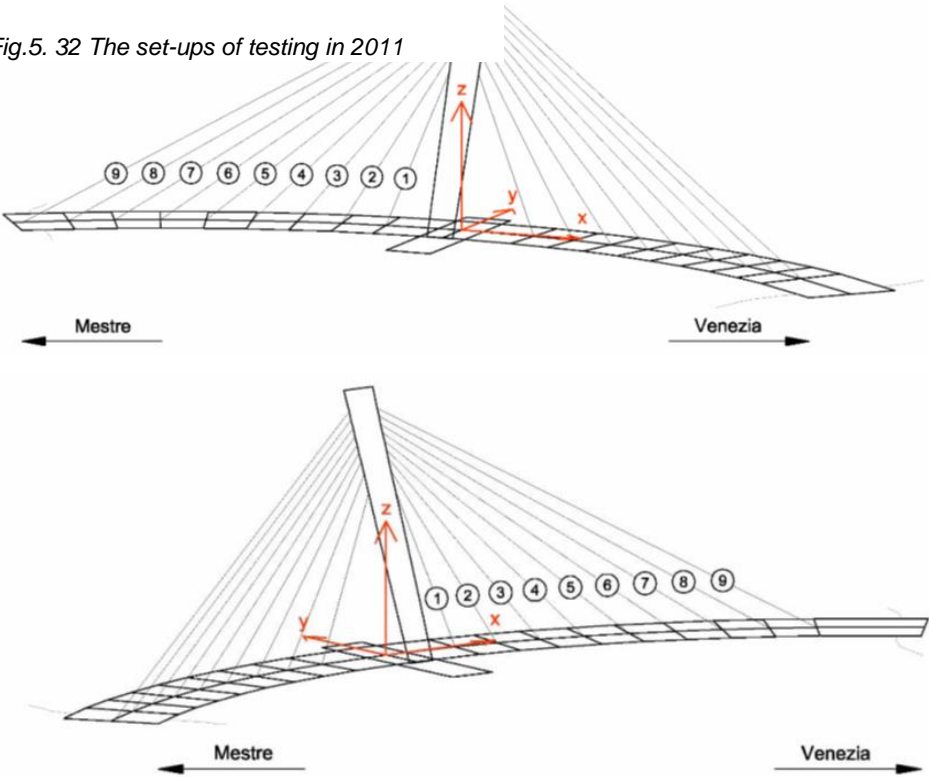 Fig.5. 32 The set-ups of testing in 2011
z
9 8 7 6 5 4 3 2 1
y
x
Mestre Venezia
z
1 2 3 4 5 6 7 8 9
y x
Mestre Venezia